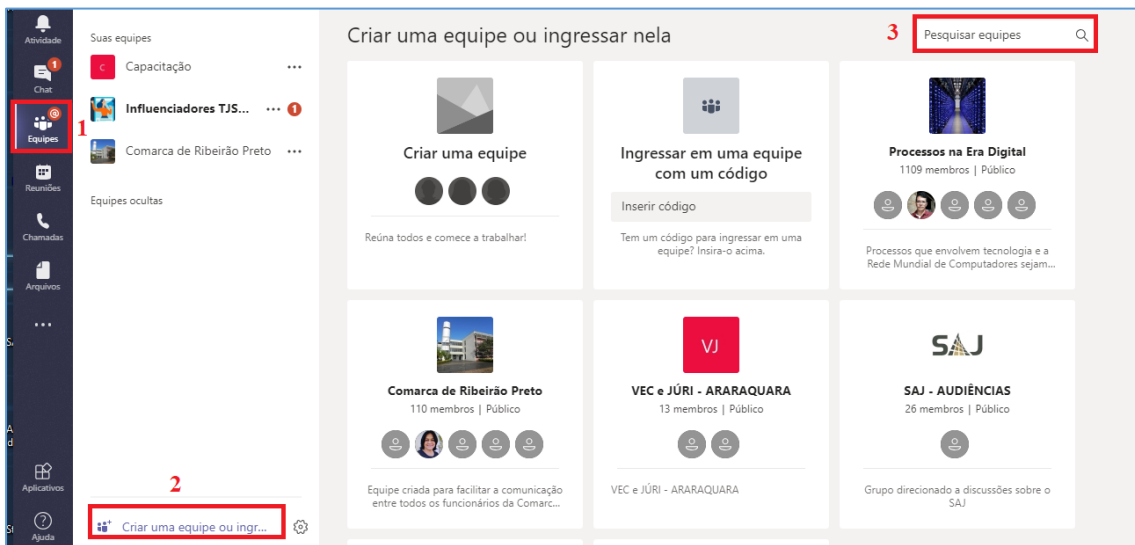 Atividade
Chat
1
Equipes
1
Reuniões
Chamadas
Arquivos
Aplicativos
Ajuda
Suas equipes
C
Capacitação
Influenciadores TJS...
1
Comarca de Ribeirão Preto
Equipes ocultas
2
Criar uma equipe ou ingr...
Criar uma equipe ou ingressar nela
3
Pesquisar equipes
Criar uma equipe
Reúna todos e comece a trabalhar!
Ingressar em uma equipe
com um código
Inserir código
Tem um código para ingressar em uma
equipe? Insira-o acima.
Processos na Era Digital
1109 membros | Público
Processos que envolvem tecnologia e a
Rede Mundial de Computadores sejam...
Comarca de Ribeirão Preto
110 membros | Público
Equipe criada para facilitar a comunicação
entre todos os funcionários da Comarc...
VJ
VEC e JÚRI - ARARAQUARA
13 membros | Público
VEC e JÚRI - ARARAQUARA
SAJ
SAJ - AUDIÊNCIAS
26 membros | Público
Grupo direcionado a discussões sobre o
SAJ